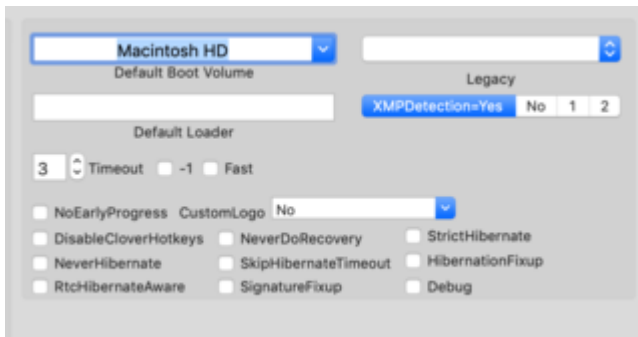 Macintosh HD
Default Boot Volume
Legacy
XMPDetection=Yes No 1 2
Default Loader
3 Timeout -1 Fast
NoEarlyProgress CustomLogo No
DisableCloverHotkeys NeverDoRecovery StrictHibernate
NeverHibernate SkipHibernateTimeout HibernationFixup
RtcHibernateAware SignatureFixup Debug